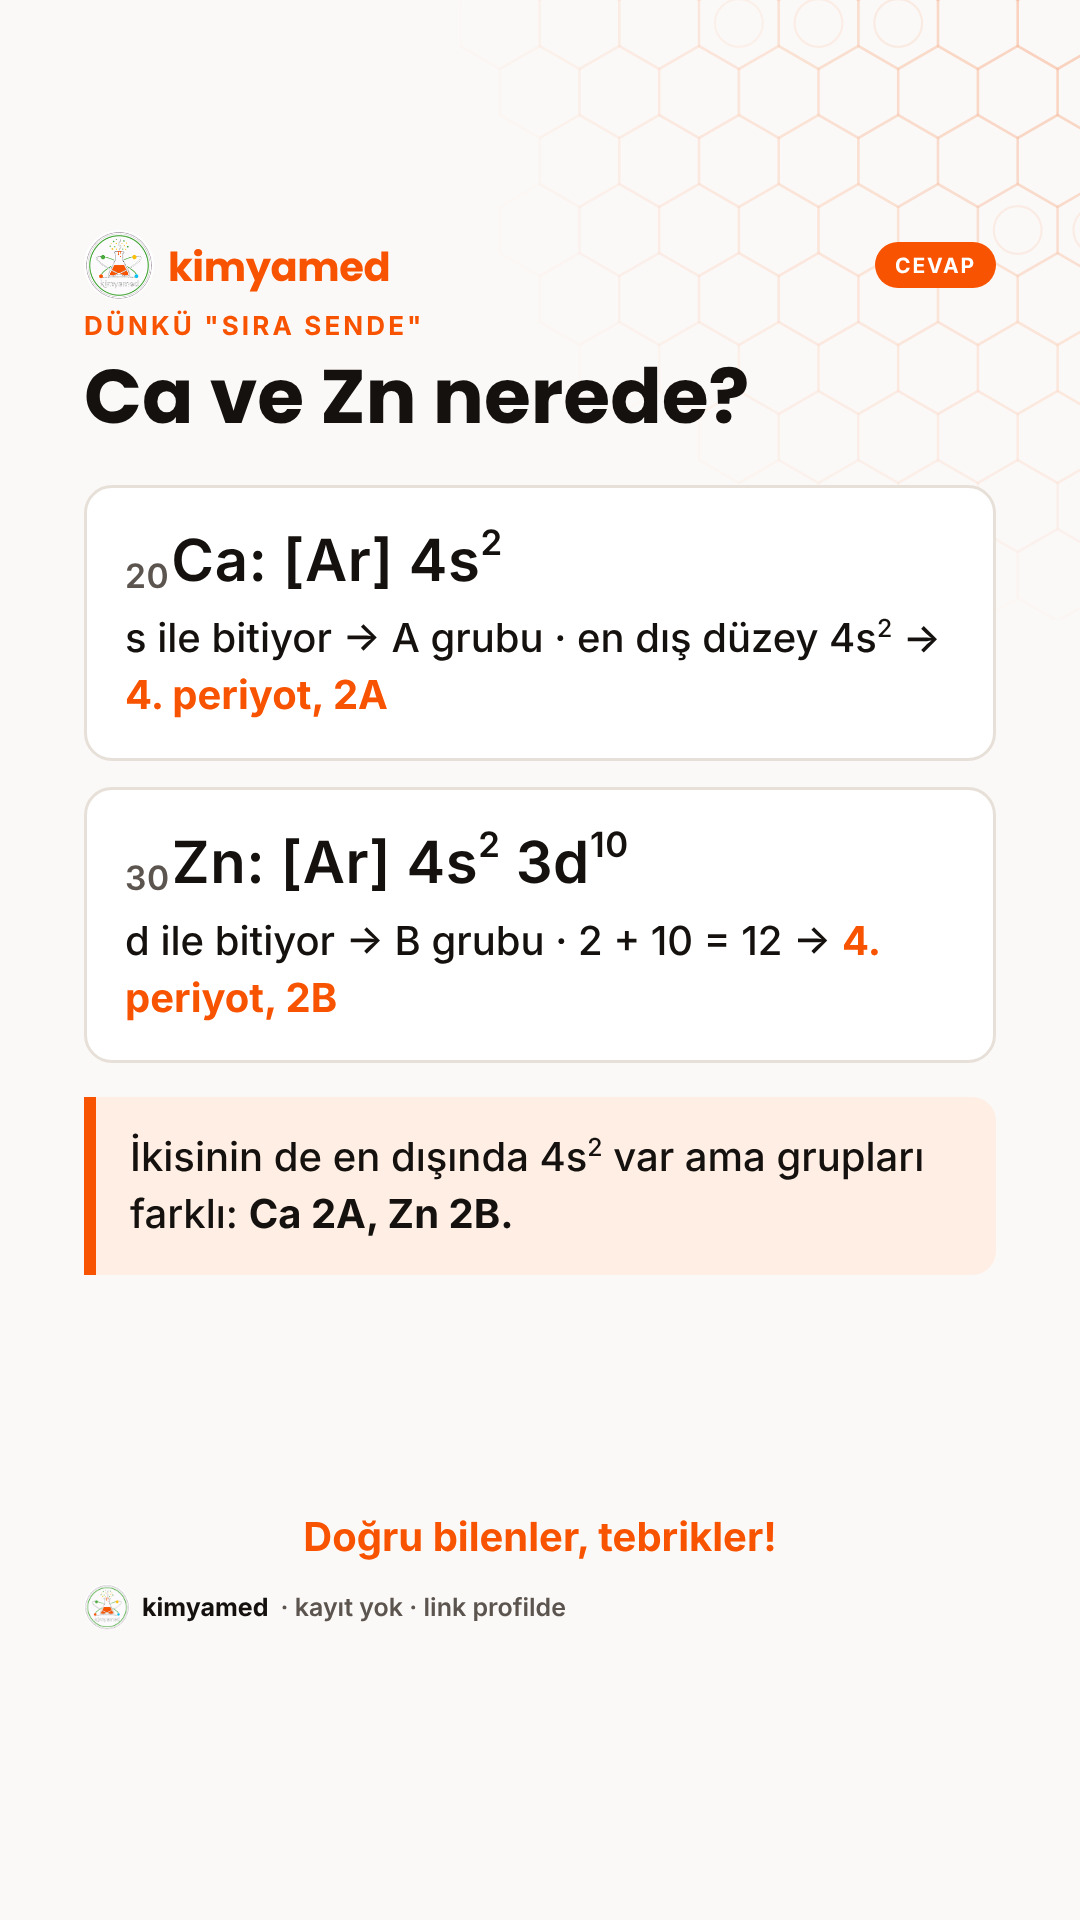 kimyamed
CEVAP
DÜNKÜ "SIRA SENDE"
Ca ve Zn nerede?
₂₀Ca: [Ar] 4s²
s ile bitiyor → A grubu · en dış düzey 4s² →
4. periyot, 2A
₃₀Zn: [Ar] 4s² 3d¹⁰
d ile bitiyor → B grubu · 2 + 10 = 12 → 4.
periyot, 2B
İkisinin de en dışında 4s² var ama grupları
farklı: Ca 2A, Zn 2B.
Doğru bilenler, tebrikler!
kimyamed · kayıt yok · link profilde